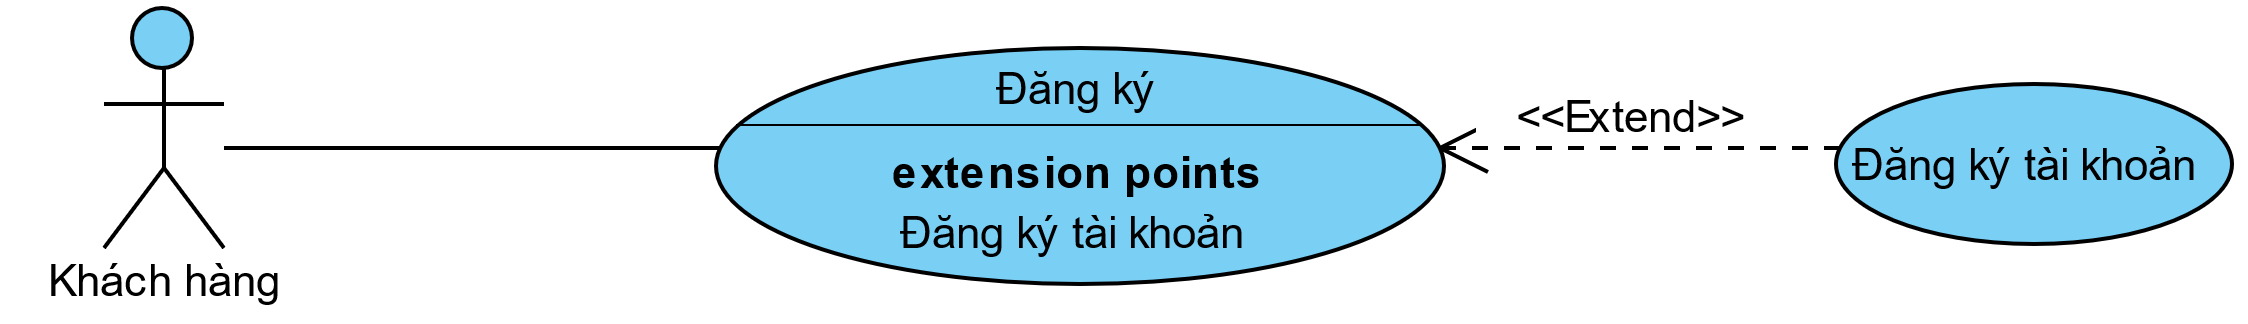 Đăng ký
<<Extend>>
extension points
Đăng ký tài khoản
Đăng ký tài khoản
Khách hàng